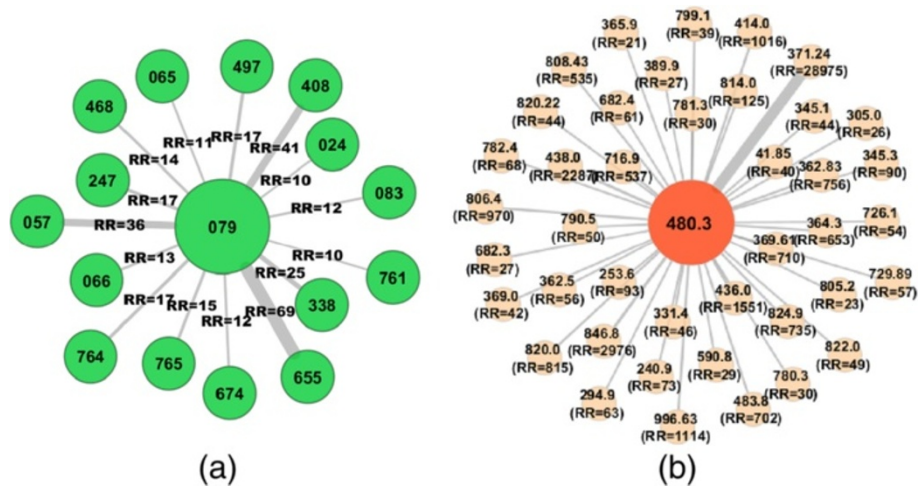 065
497
408
468
024
RR=11
RR=17
RR=41
RR=14
RR=10
247
083
RR=17
RR=12
057
RR=36
079
RR=10
RR=13
RR=25
066
761
RR=17
RR=15
RR=12
RR=69
338
764
765
674
655
(a)
(b)
365.9
(RR=21)
799.1
(RR=39)
414.0
(RR=1016)
371.24
(RR=28975)
808.43
(RR=535)
389.9
(RR=27)
814.0
(RR=125)
820.22
(RR=44)
682.4
(RR=61)
781.3
(RR=30)
345.1
(RR=44)
305.0
(RR=26)
782.4
(RR=68)
438.0
(RR=2287)
716.9
(RR=537)
41.85
(RR=40)
362.83
(RR=756)
345.3
(RR=90)
806.4
(RR=970)
790.5
(RR=50)
480.3
364.3
(RR=653)
726.1
(RR=54)
682.3
(RR=27)
369.61
(RR=710)
729.89
(RR=57)
369.0
(RR=42)
362.5
(RR=56)
253.6
(RR=93)
436.0
(RR=1551)
805.2
(RR=23)
331.4
(RR=46)
824.9
(RR=735)
820.0
(RR=815)
846.8
(RR=2976)
240.9
(RR=73)
590.8
(RR=29)
822.0
(RR=49)
780.3
(RR=30)
294.9
(RR=63)
996.63
(RR=1114)
483.8
(RR=702)